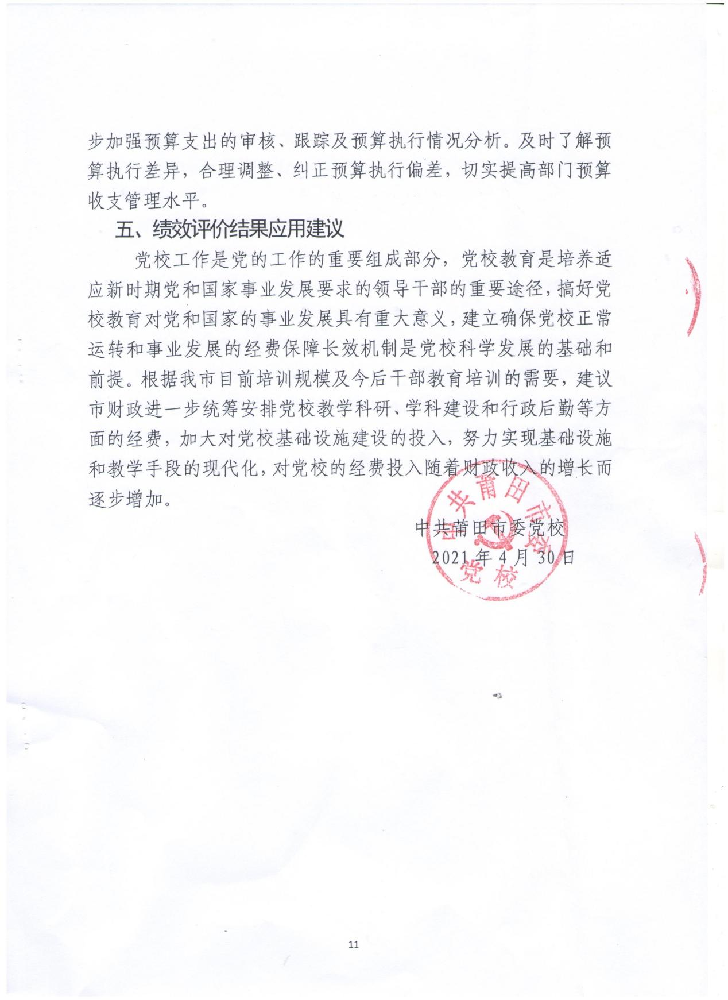 步加强预算支出的审核、跟踪及预算执行情况分析。及时了解预
算执行差异，合理调整、纠正预算执行偏差，切实提高部门预算
收支管理水平。
五、绩效评价结果应用建议
党校工作是党的工作的重要组成部分，党校教育是培养适
应新时期党和国家事业发展要求的领导干部的重要途径，搞好党
校教育对党和国家的事业发展具有重大意义，建立确保党校正常
运转和事业发展的经费保障长效机制是党校科学发展的基础和
前提。根据我市目前培训规模及今后干部教育培训的需要，建议
市财政进一步统筹安排党校教学科研、学科建设和行政后勤等方
面的经费，加大对党校基础设施建设的投入，努力实现基础设施
和教学手段的现代化，对党校的经费投入随着财政收入的增长而
逐步增加。
中共莆田市委党校
2021年4月30日
中共莆田市委
党校
11